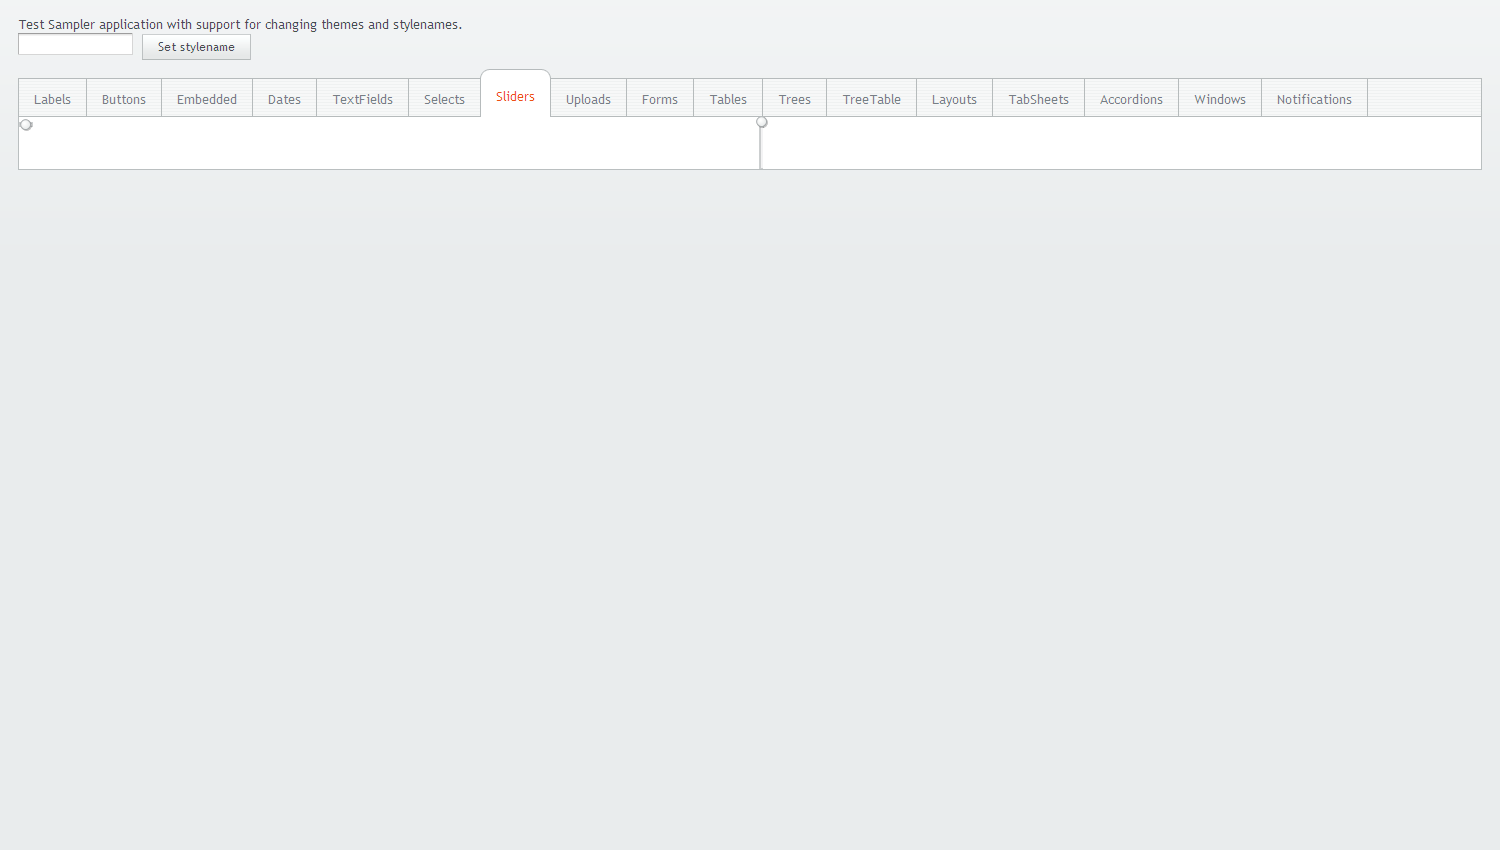 Test Sampler application with support for changing themes and stylenames.
Set stylename
Labels Buttons Embedded Dates TextFields Selects Sliders Uploads Forms Tables Trees TreeTable Layouts TabSheets Accordions Windows Notifications